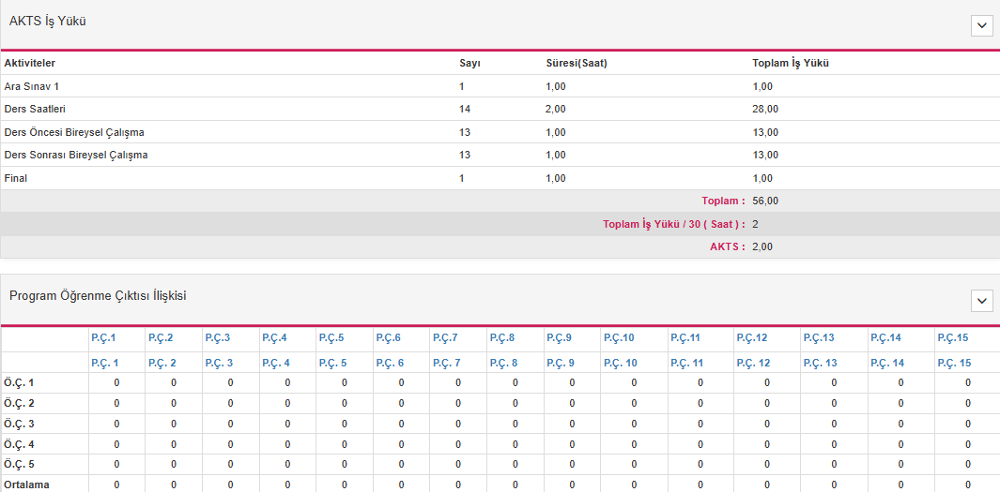 AKTS İş Yükü
Aktiviteler Sayı Süresi(Saat) Toplam İş Yükü
Ara Sınav 1 1 1,00 1,00
Ders Saatleri 14 2,00 28,00
Ders Öncesi Bireysel Çalışma 13 1,00 13,00
Ders Sonrası Bireysel Çalışma 13 1,00 13,00
Final 1 1,00 1,00
Toplam : 56,00
Toplam İş Yükü / 30 ( Saat ) : 2
AKTS : 2,00
Program Öğrenme Çıktısı İlişkisi
P.Ç.1 P.Ç.2 P.Ç.3 P.Ç.4 P.Ç.5 P.Ç.6 P.Ç.7 P.Ç.8 P.Ç.9 P.Ç.10 P.Ç.11 P.Ç.12 P.Ç.13 P.Ç.14 P.Ç.15
P.Ç. 1 P.Ç. 2 P.Ç. 3 P.Ç. 4 P.Ç. 5 P.Ç. 6 P.Ç. 7 P.Ç. 8 P.Ç. 9 P.Ç. 10 P.Ç. 11 P.Ç. 12 P.Ç. 13 P.Ç. 14 P.Ç. 15
Ö.Ç. 1 0 0 0 0 0 0 0 0 0 0 0 0 0 0 0
Ö.Ç. 2 0 0 0 0 0 0 0 0 0 0 0 0 0 0 0
Ö.Ç. 3 0 0 0 0 0 0 0 0 0 0 0 0 0 0 0
Ö.Ç. 4 0 0 0 0 0 0 0 0 0 0 0 0 0 0 0
Ö.Ç. 5 0 0 0 0 0 0 0 0 0 0 0 0 0 0 0
Ortalama 0 0 0 0 0 0 0 0 0 0 0 0 0 0 0